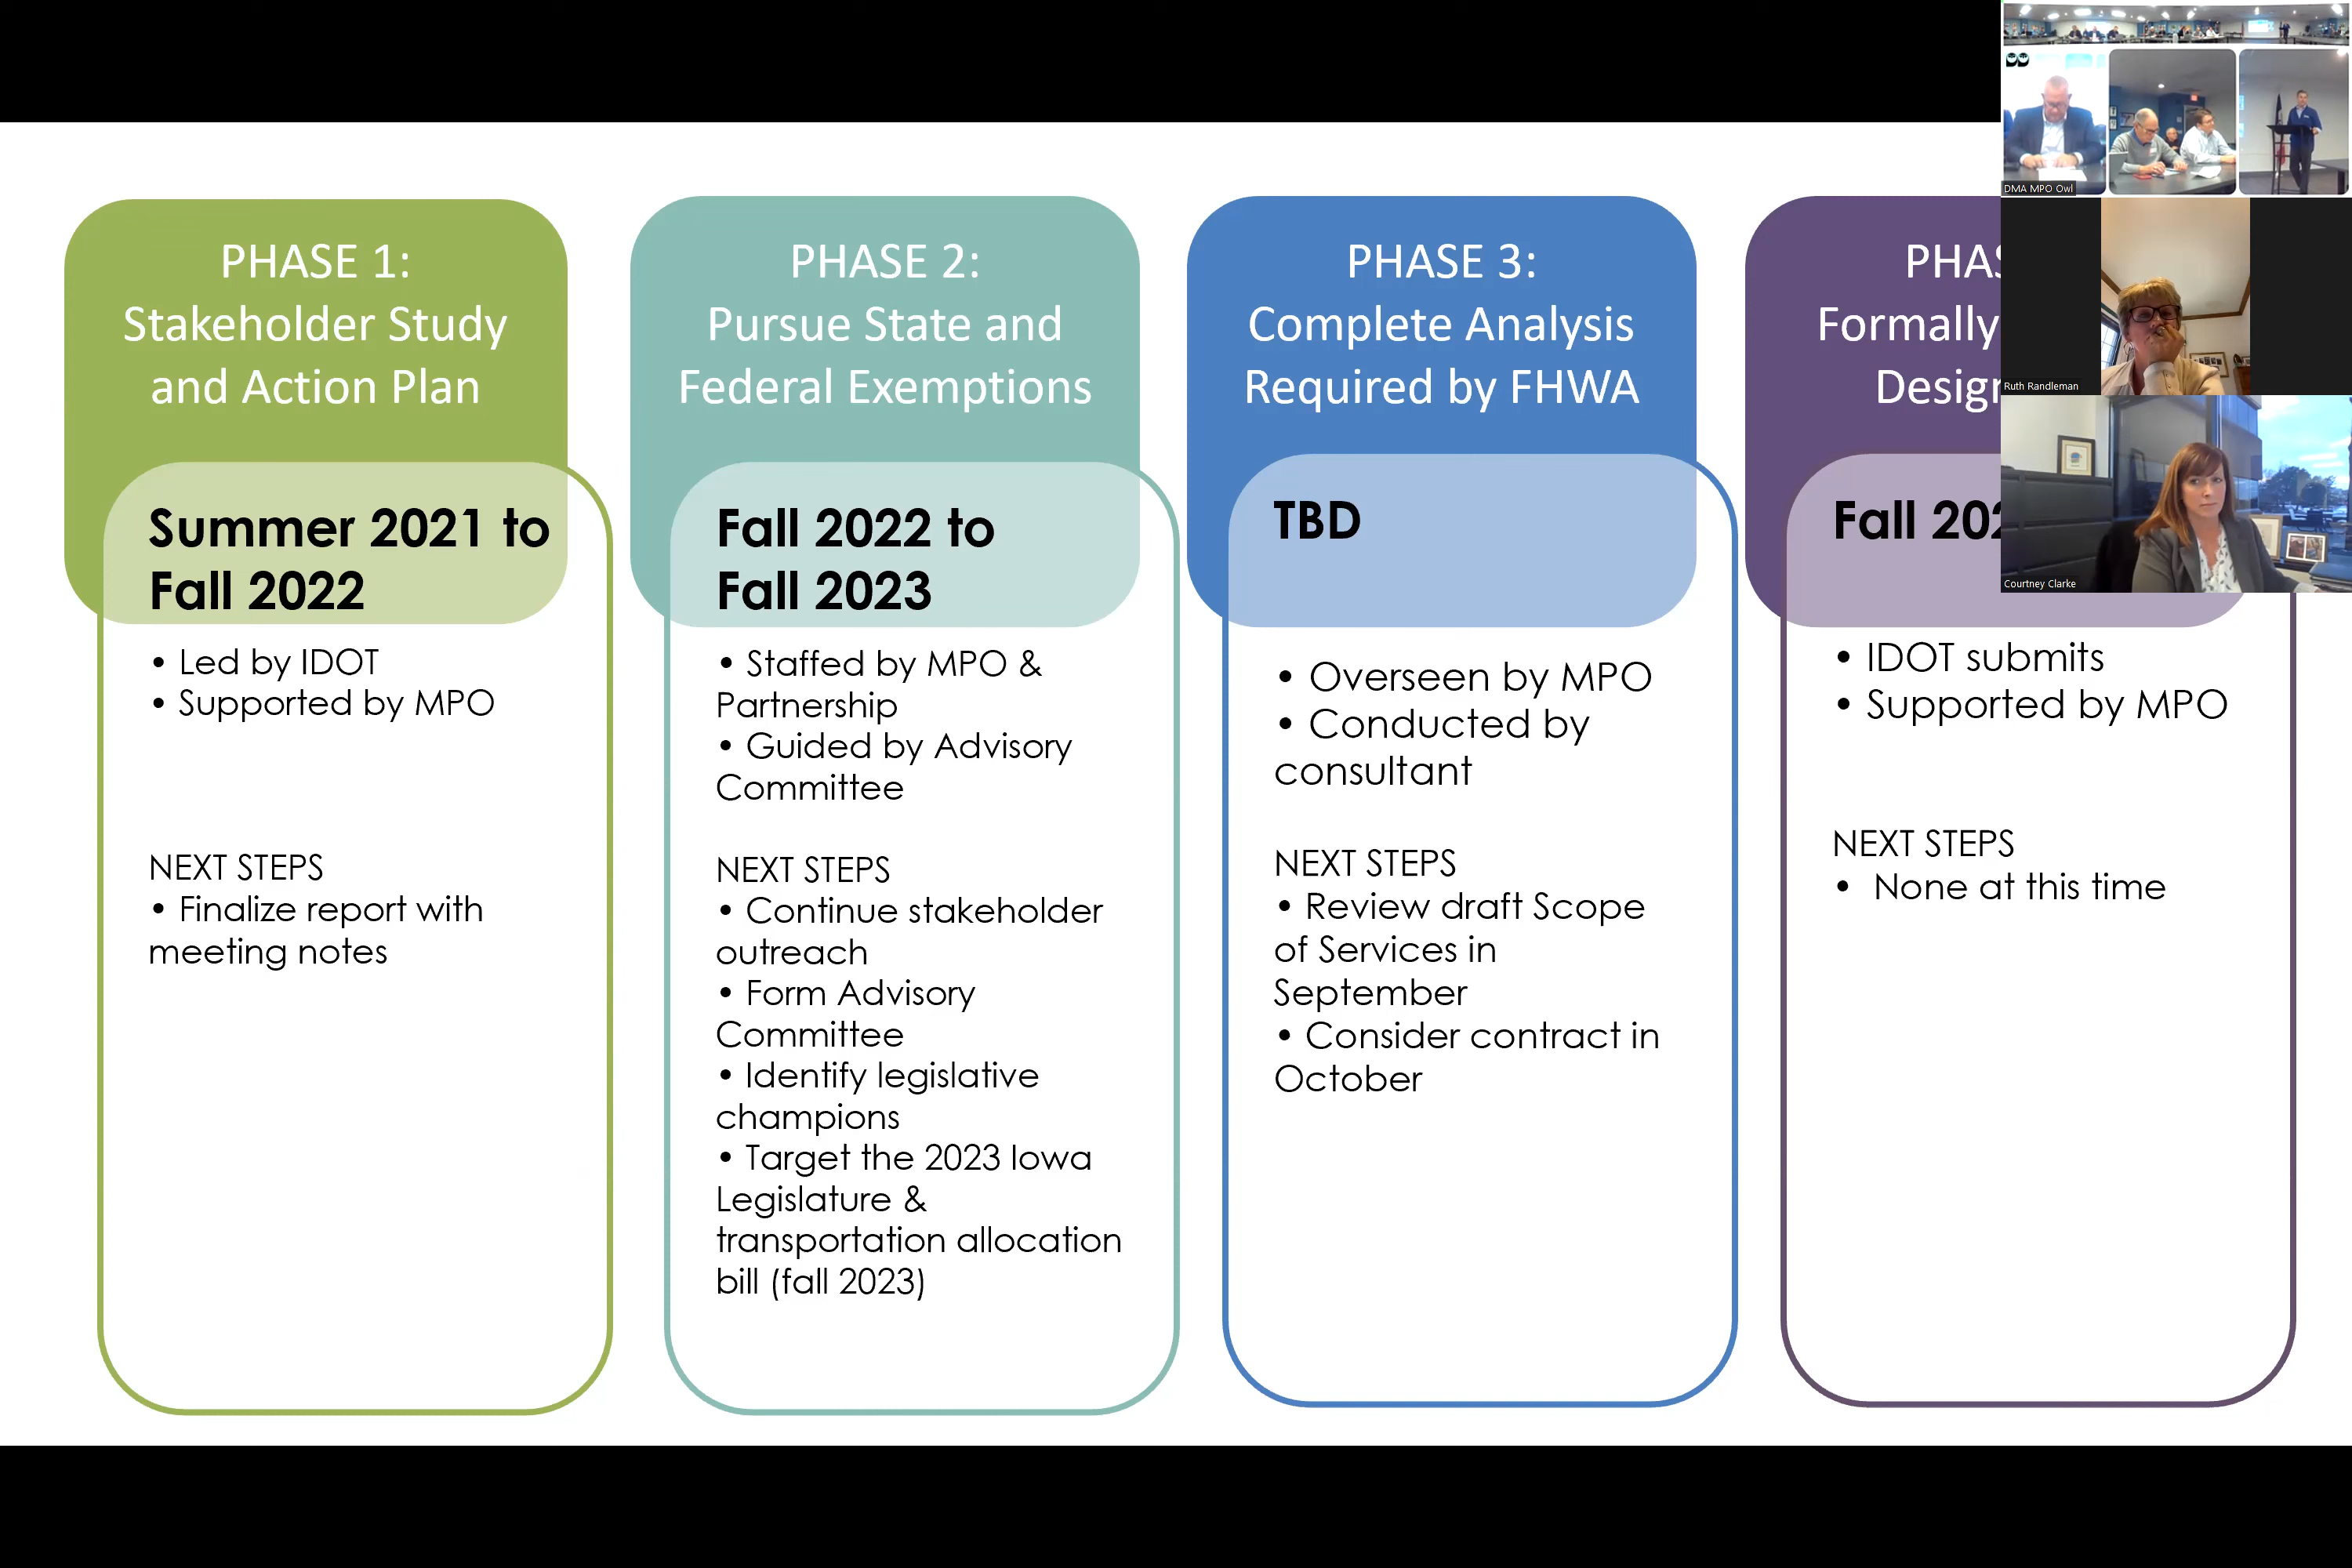 PHASE 1:
Stakeholder Study
and Action Plan
Summer 2021 to
Fall 2022
• Led by IDOT
• Supported by MPO
NEXT STEPS
• Finalize report with
meeting notes
PHASE 2:
Pursue State and
Federal Exemptions
Fall 2022 to
Fall 2023
• Staffed by MPO &
Partnership
• Guided by Advisory
Committee
NEXT STEPS
• Continue stakeholder
outreach
• Form Advisory
Committee
• Identify legislative
champions
• Target the 2023 Iowa
Legislature &
transportation allocation
bill (fall 2023)
PHASE 3:
Complete Analysis
Required by FHWA
TBD
• Overseen by MPO
• Conducted by
consultant
NEXT STEPS
• Review draft Scope
of Services in
September
• Consider contract in
October
Formally
Fall
• IDOT submits
• Supported by MPO
NEXT STEPS
• None at this time
DMA MPO Owl
Ruth Randleman
Courtney Clarke